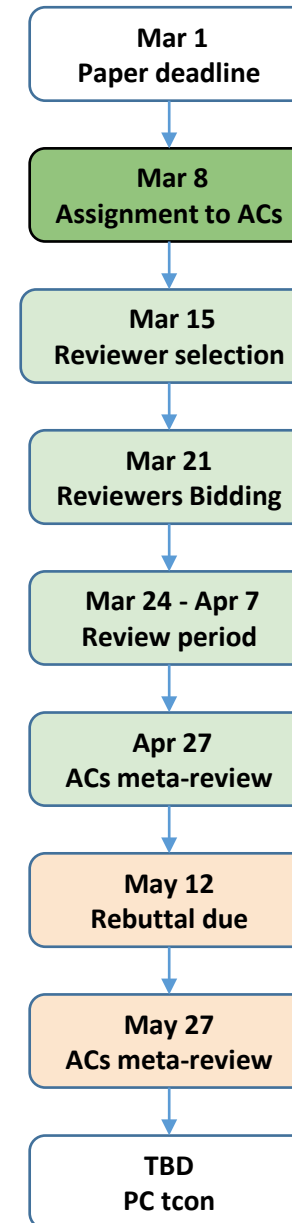 Mar 1
Paper deadline
Mar 8
Assignment to ACs
Mar 15
Reviewer selection
Mar 21
Reviewers Bidding
Mar 24 - Apr 7
Review period
Apr 27
ACs meta-review
May 12
Rebuttal due
May 27
ACs meta-review
TBD
PC tcon